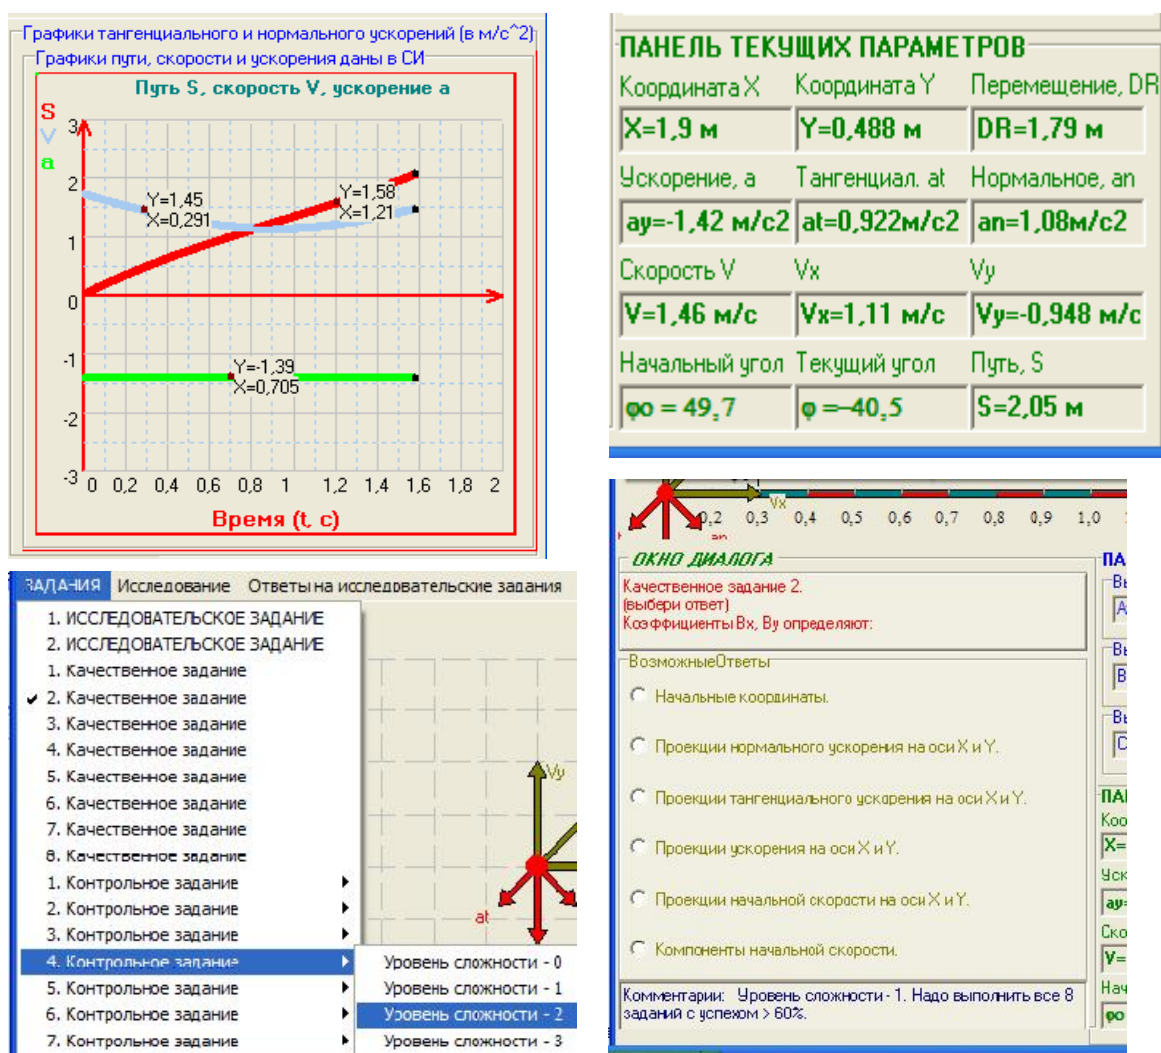 Графики тангенциального и нормального ускорений (в м/с^2)
Графики пути, скорости и ускорения даны в СИ
Путь S, скорость V, ускорение a
S
V
a
3
2
1
0
-1
-2
-3
Y=1,45
X=0,291
Y=1,58
X=1,21
Y=-1,39
X=0,705
0 0,2 0,4 0,6 0,8 1 1,2 1,4 1,6 1,8 2
Время (t, c)
ПАНЕЛЬ ТЕКУЩИХ ПАРАМЕТРОВ
Координата X Координата Y Перемещение, DR
X=1,9 м Y=0,488 м DR=1,79 м
Ускорение, a Тангенциал. at Нормальное, an
ay=-1,42 м/с2 at=0,922м/с2 an=1,08м/с2
Скорость V Vx Vy
V=1,46 м/с Vx=1,11 м/с Vy=-0,948 м/с
Начальный угол Текущий угол Путь, S
φo = 49,7 φ =–40,5 S=2,05 м
ЗАДАНИЯ Исследование Ответы на исследовательские задания
1. ИССЛЕДОВАТЕЛЬСКОЕ ЗАДАНИЕ
2. ИССЛЕДОВАТЕЛЬСКОЕ ЗАДАНИЕ
1. Качественное задание
2. Качественное задание
3. Качественное задание
4. Качественное задание
5. Качественное задание
6. Качественное задание
7. Качественное задание
8. Качественное задание
1. Контрольное задание
2. Контрольное задание
3. Контрольное задание
4. Контрольное задание
5. Контрольное задание
6. Контрольное задание
7. Контрольное задание
Уровень сложности - 0
Уровень сложности - 1
Уровень сложности - 2
Уровень сложности - 3
Vy
at
Vx
an
0,2 0,3 0,4 0,5 0,6 0,7 0,8 0,9 1,0
ОКНО ДИАЛОГА
Качественное задание 2.
(выбери ответ)
Коэффициенты Bx, By определяют:
ВозможныеОтветы
Начальные координаты.
Проекции нормального ускорения на оси X и Y.
Проекции тангенциального ускорения на оси X и Y.
Проекции ускорения на оси X и Y.
Проекции начальной скорости на оси X и Y.
Компоненты начальной скорости.
Комментарии: Уровень сложности - 1. Надо выполнить все 8
заданий с успехом > 60%.